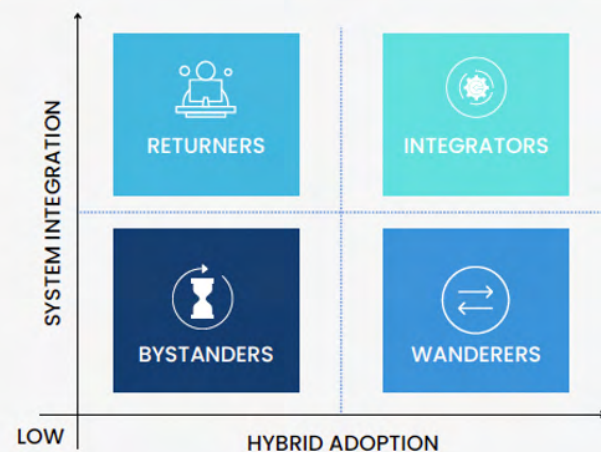 SYSTEM INTEGRATION
RETURNERS
INTEGRATORS
BYSTANDERS
WANDERERS
LOW
HYBRID ADOPTION